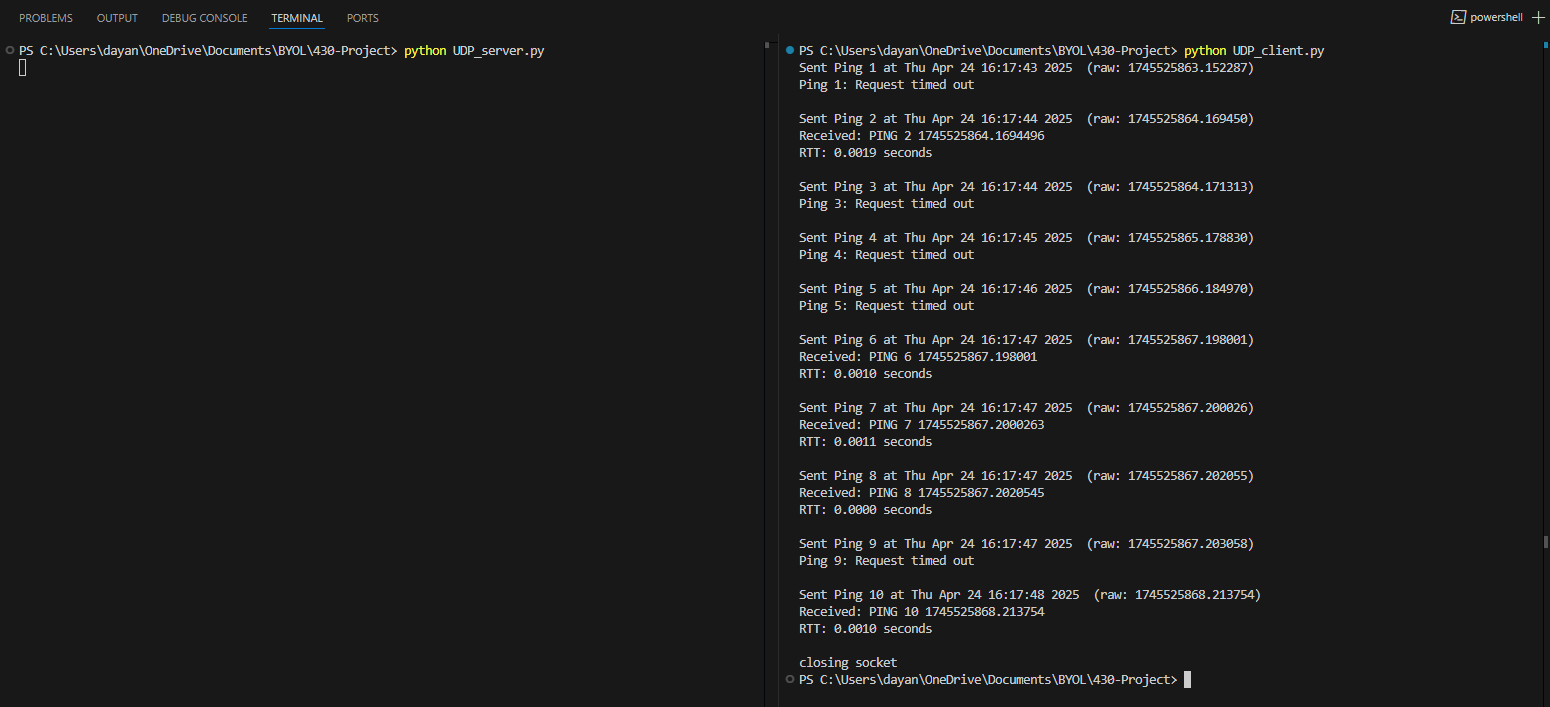 PROBLEMS OUTPUT DEBUG CONSOLE TERMINAL PORTS powershell
PS C:\Users\dayan\OneDrive\Documents\BYOL\430-Project> python UDP_server.py
PS C:\Users\dayan\OneDrive\Documents\BYOL\430-Project> python UDP_client.py
Sent Ping 1 at Thu Apr 24 16:17:43 2025  (raw: 1745525863.152287)
Ping 1: Request timed out

Sent Ping 2 at Thu Apr 24 16:17:44 2025  (raw: 1745525864.169450)
Received: PING 2 1745525864.1694496
RTT: 0.0019 seconds

Sent Ping 3 at Thu Apr 24 16:17:44 2025  (raw: 1745525864.171313)
Ping 3: Request timed out

Sent Ping 4 at Thu Apr 24 16:17:45 2025  (raw: 1745525865.178830)
Ping 4: Request timed out

Sent Ping 5 at Thu Apr 24 16:17:46 2025  (raw: 1745525866.184970)
Ping 5: Request timed out

Sent Ping 6 at Thu Apr 24 16:17:47 2025  (raw: 1745525867.198001)
Received: PING 6 1745525867.198001
RTT: 0.0010 seconds

Sent Ping 7 at Thu Apr 24 16:17:47 2025  (raw: 1745525867.200026)
Received: PING 7 1745525867.2000263
RTT: 0.0011 seconds

Sent Ping 8 at Thu Apr 24 16:17:47 2025  (raw: 1745525867.202055)
Received: PING 8 1745525867.2020545
RTT: 0.0000 seconds

Sent Ping 9 at Thu Apr 24 16:17:47 2025  (raw: 1745525867.203058)
Ping 9: Request timed out

Sent Ping 10 at Thu Apr 24 16:17:48 2025  (raw: 1745525868.213754)
Received: PING 10 1745525868.213754
RTT: 0.0010 seconds

closing socket
PS C:\Users\dayan\OneDrive\Documents\BYOL\430-Project>